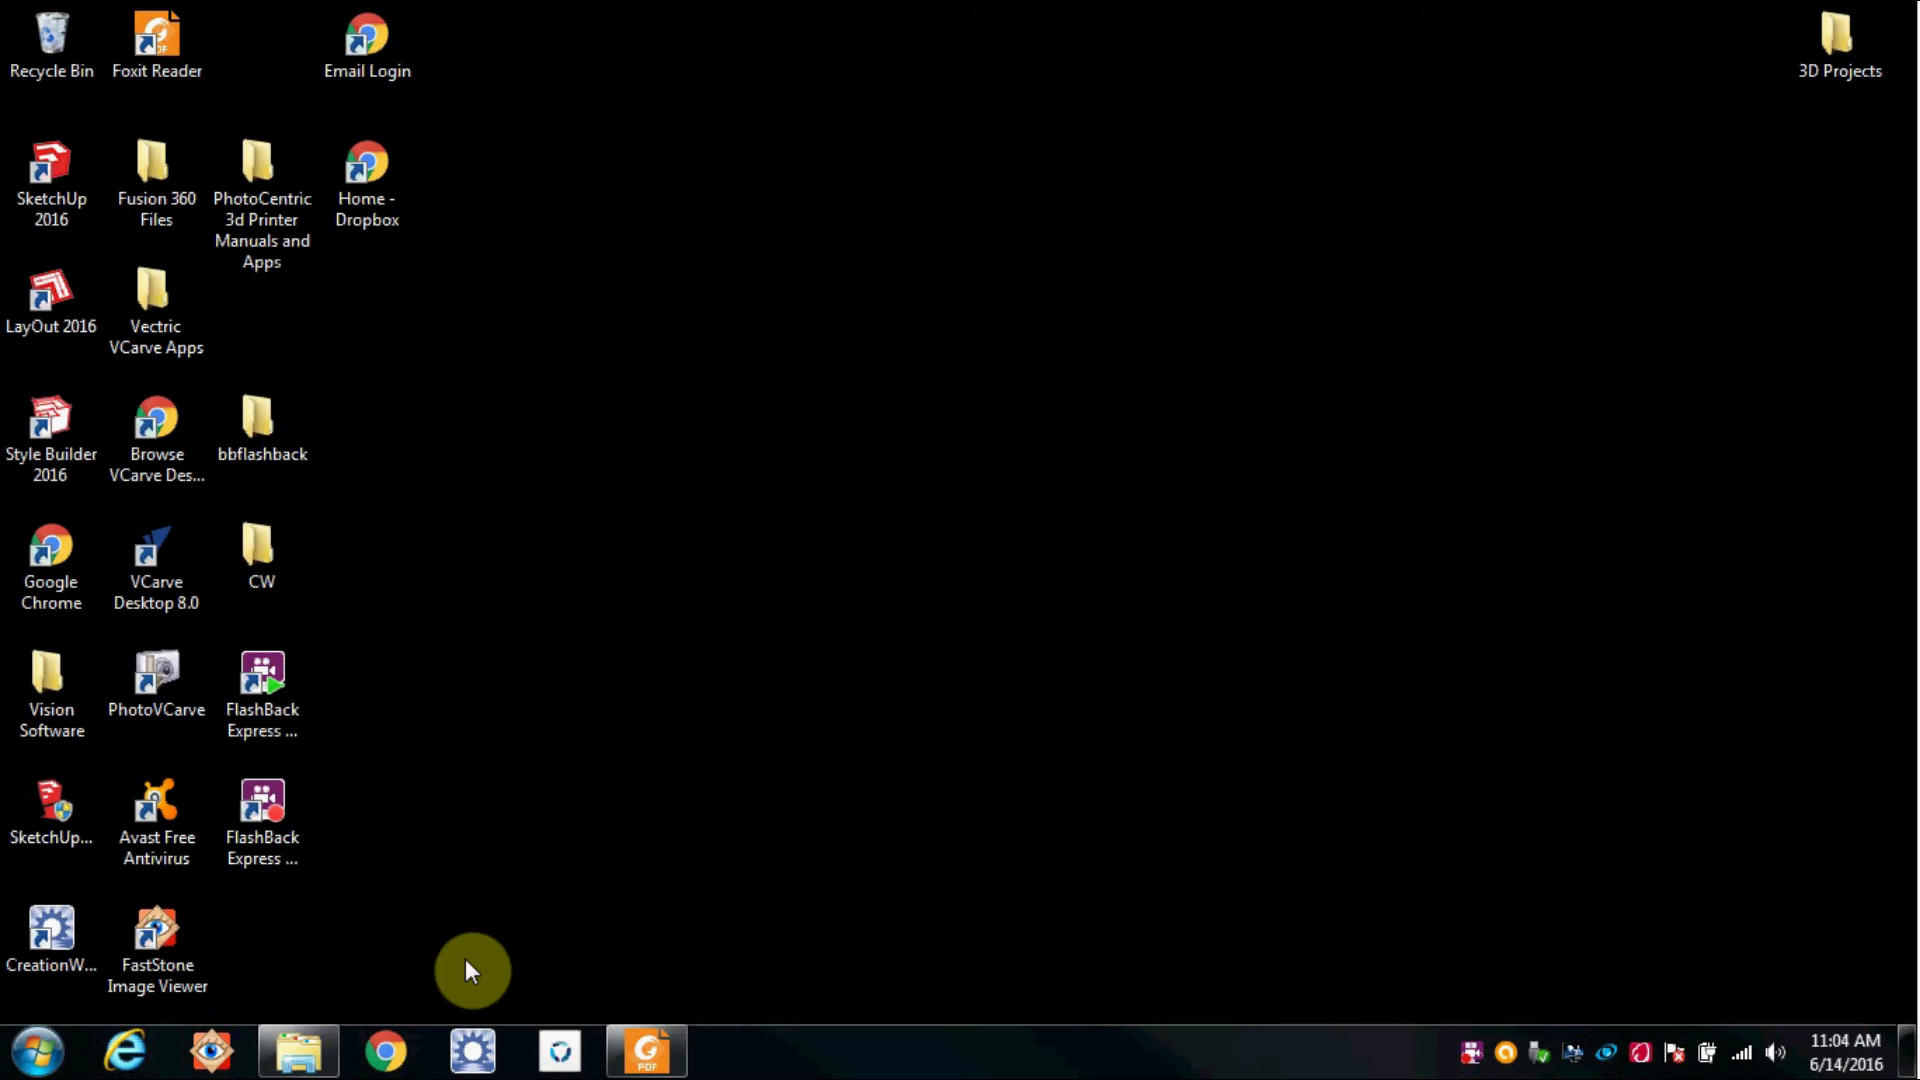 Recycle Bin
Foxit Reader
Email Login
3D Projects
SketchUp
2016
Fusion 360
Files
PhotoCentric
3d Printer
Manuals and
Apps
Home -
Dropbox
LayOut 2016
Vectric
VCarve Apps
Style Builder
2016
Browse
VCarve Des...
bbflashback
Google
Chrome
VCarve
Desktop 8.0
CW
Vision
Software
PhotoVCarve
FlashBack
Express ...
SketchUp...
Avast Free
Antivirus
FlashBack
Express ...
CreationW...
FastStone
Image Viewer
PDF
11:04 AM
6/14/2016